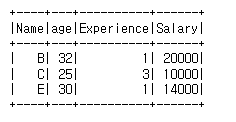 +----+---+----------+------+
|Name|age|Experience|Salary|
+----+---+----------+------+
|   B| 32|         1| 20000|
|   C| 25|         3| 10000|
|   E| 30|         1| 14000|
+----+---+----------+------+